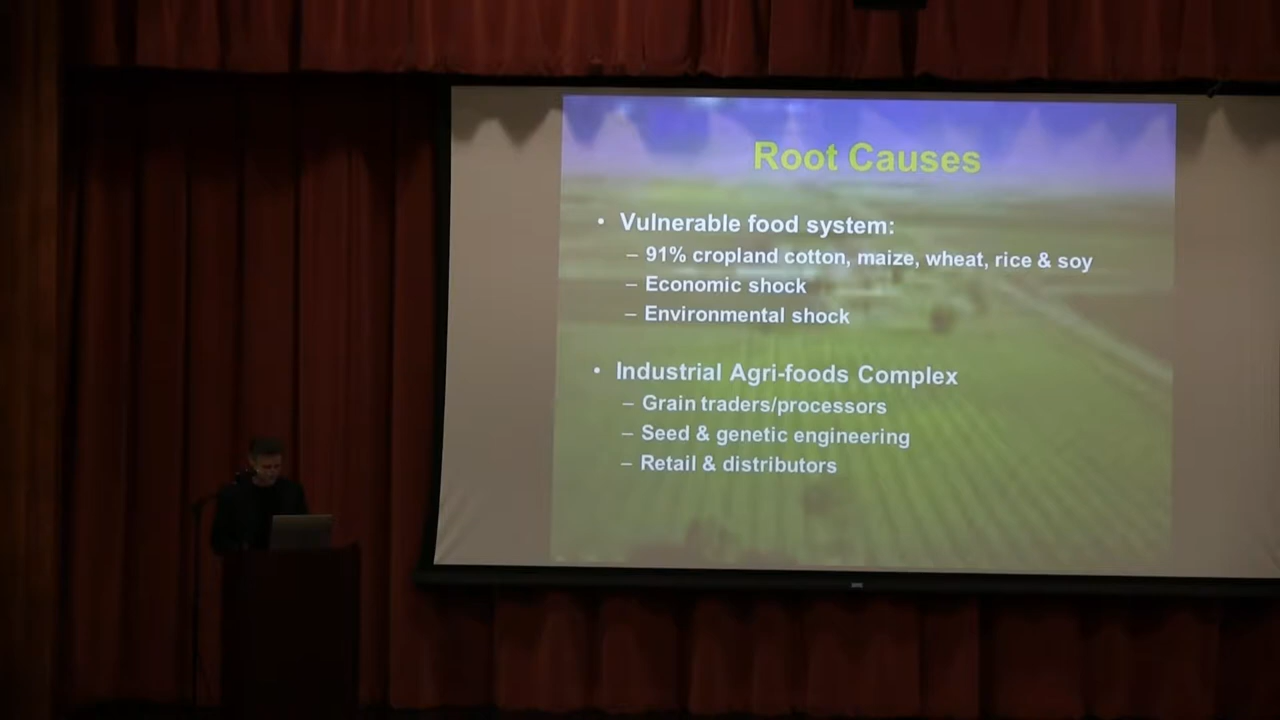 Root Causes
• Vulnerable food system:
– 91% cropland cotton, maize, wheat, rice & soy
– Economic shock
– Environmental shock
• Industrial Agri-foods Complex
– Grain traders/processors
– Seed & genetic engineering
– Retail & distributors